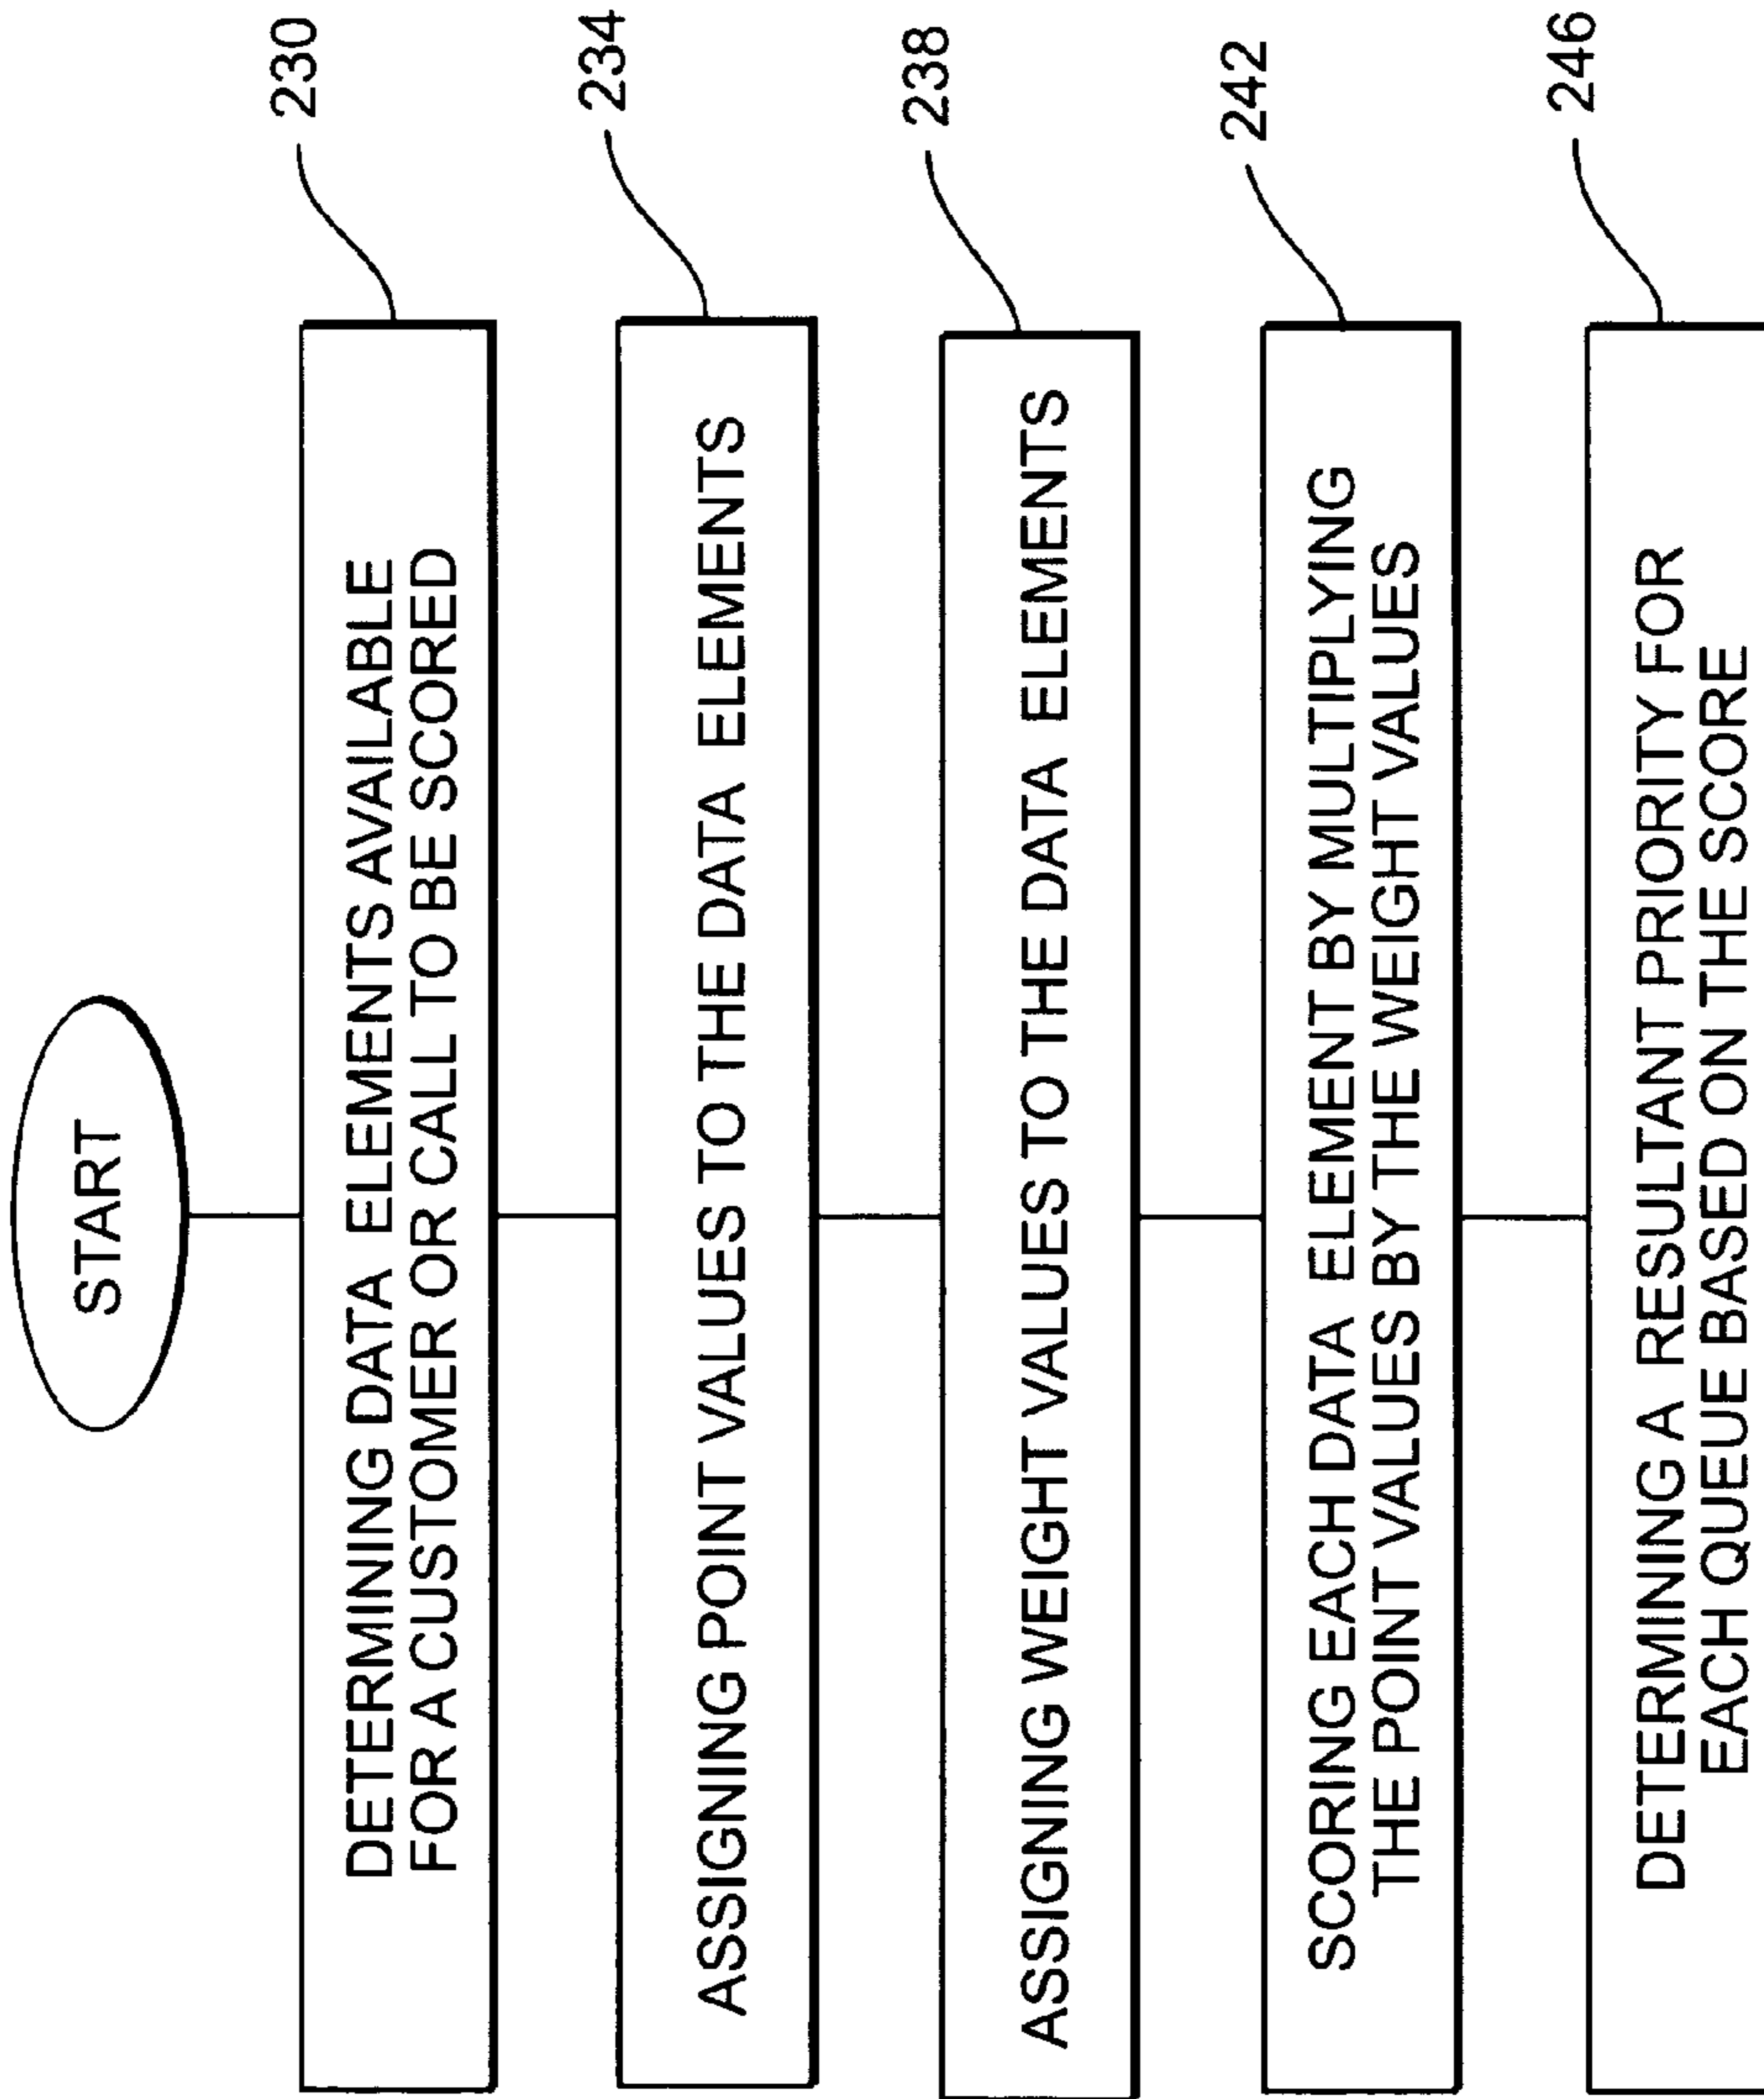 START
DETERMINING DATA ELEMENTS AVAILABLE
FOR A CUSTOMER OR CALL TO BE SCORED
230
ASSIGNING POINT VALUES TO THE DATA ELEMENTS
234
ASSIGNING WEIGHT VALUES TO THE DATA ELEMENTS
238
SCORING EACH DATA ELEMENT BY MULTIPLYING
THE POINT VALUES BY THE WEIGHT VALUES
242
DETERMINING A RESULTANT PRIORITY FOR
EACH QUEUE BASED ON THE SCORE
246